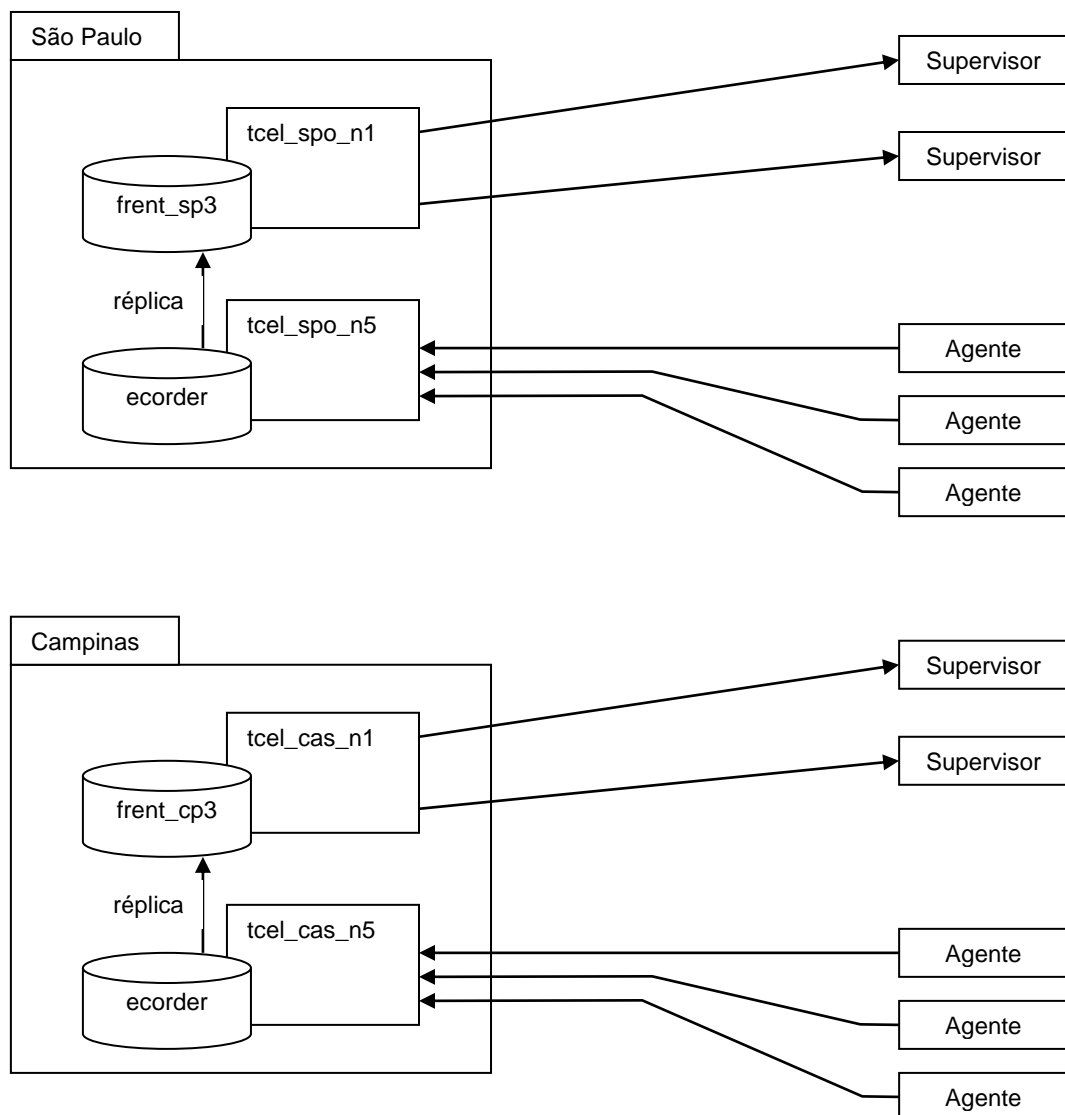 São Paulo
Supervisor
tcel_spo_n1
Supervisor
frent_sp3
réplica
tcel_spo_n5
Agente
ecorder
Agente
Agente
Campinas
Supervisor
tcel_cas_n1
Supervisor
frent_cp3
réplica
tcel_cas_n5
Agente
ecorder
Agente
Agente